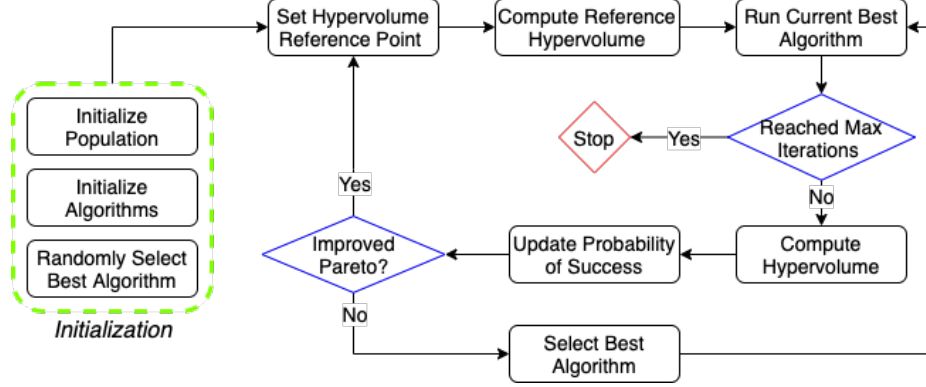 Set Hypervolume
Reference Point
Compute Reference
Hypervolume
Run Current Best
Algorithm
Initialize
Population
Initialize
Algorithms
Randomly Select
Best Algorithm
Initialization
Stop
Yes
Reached Max
Iterations
No
Yes
Improved
Pareto?
Update Probability
of Success
Compute
Hypervolume
No
Select Best
Algorithm